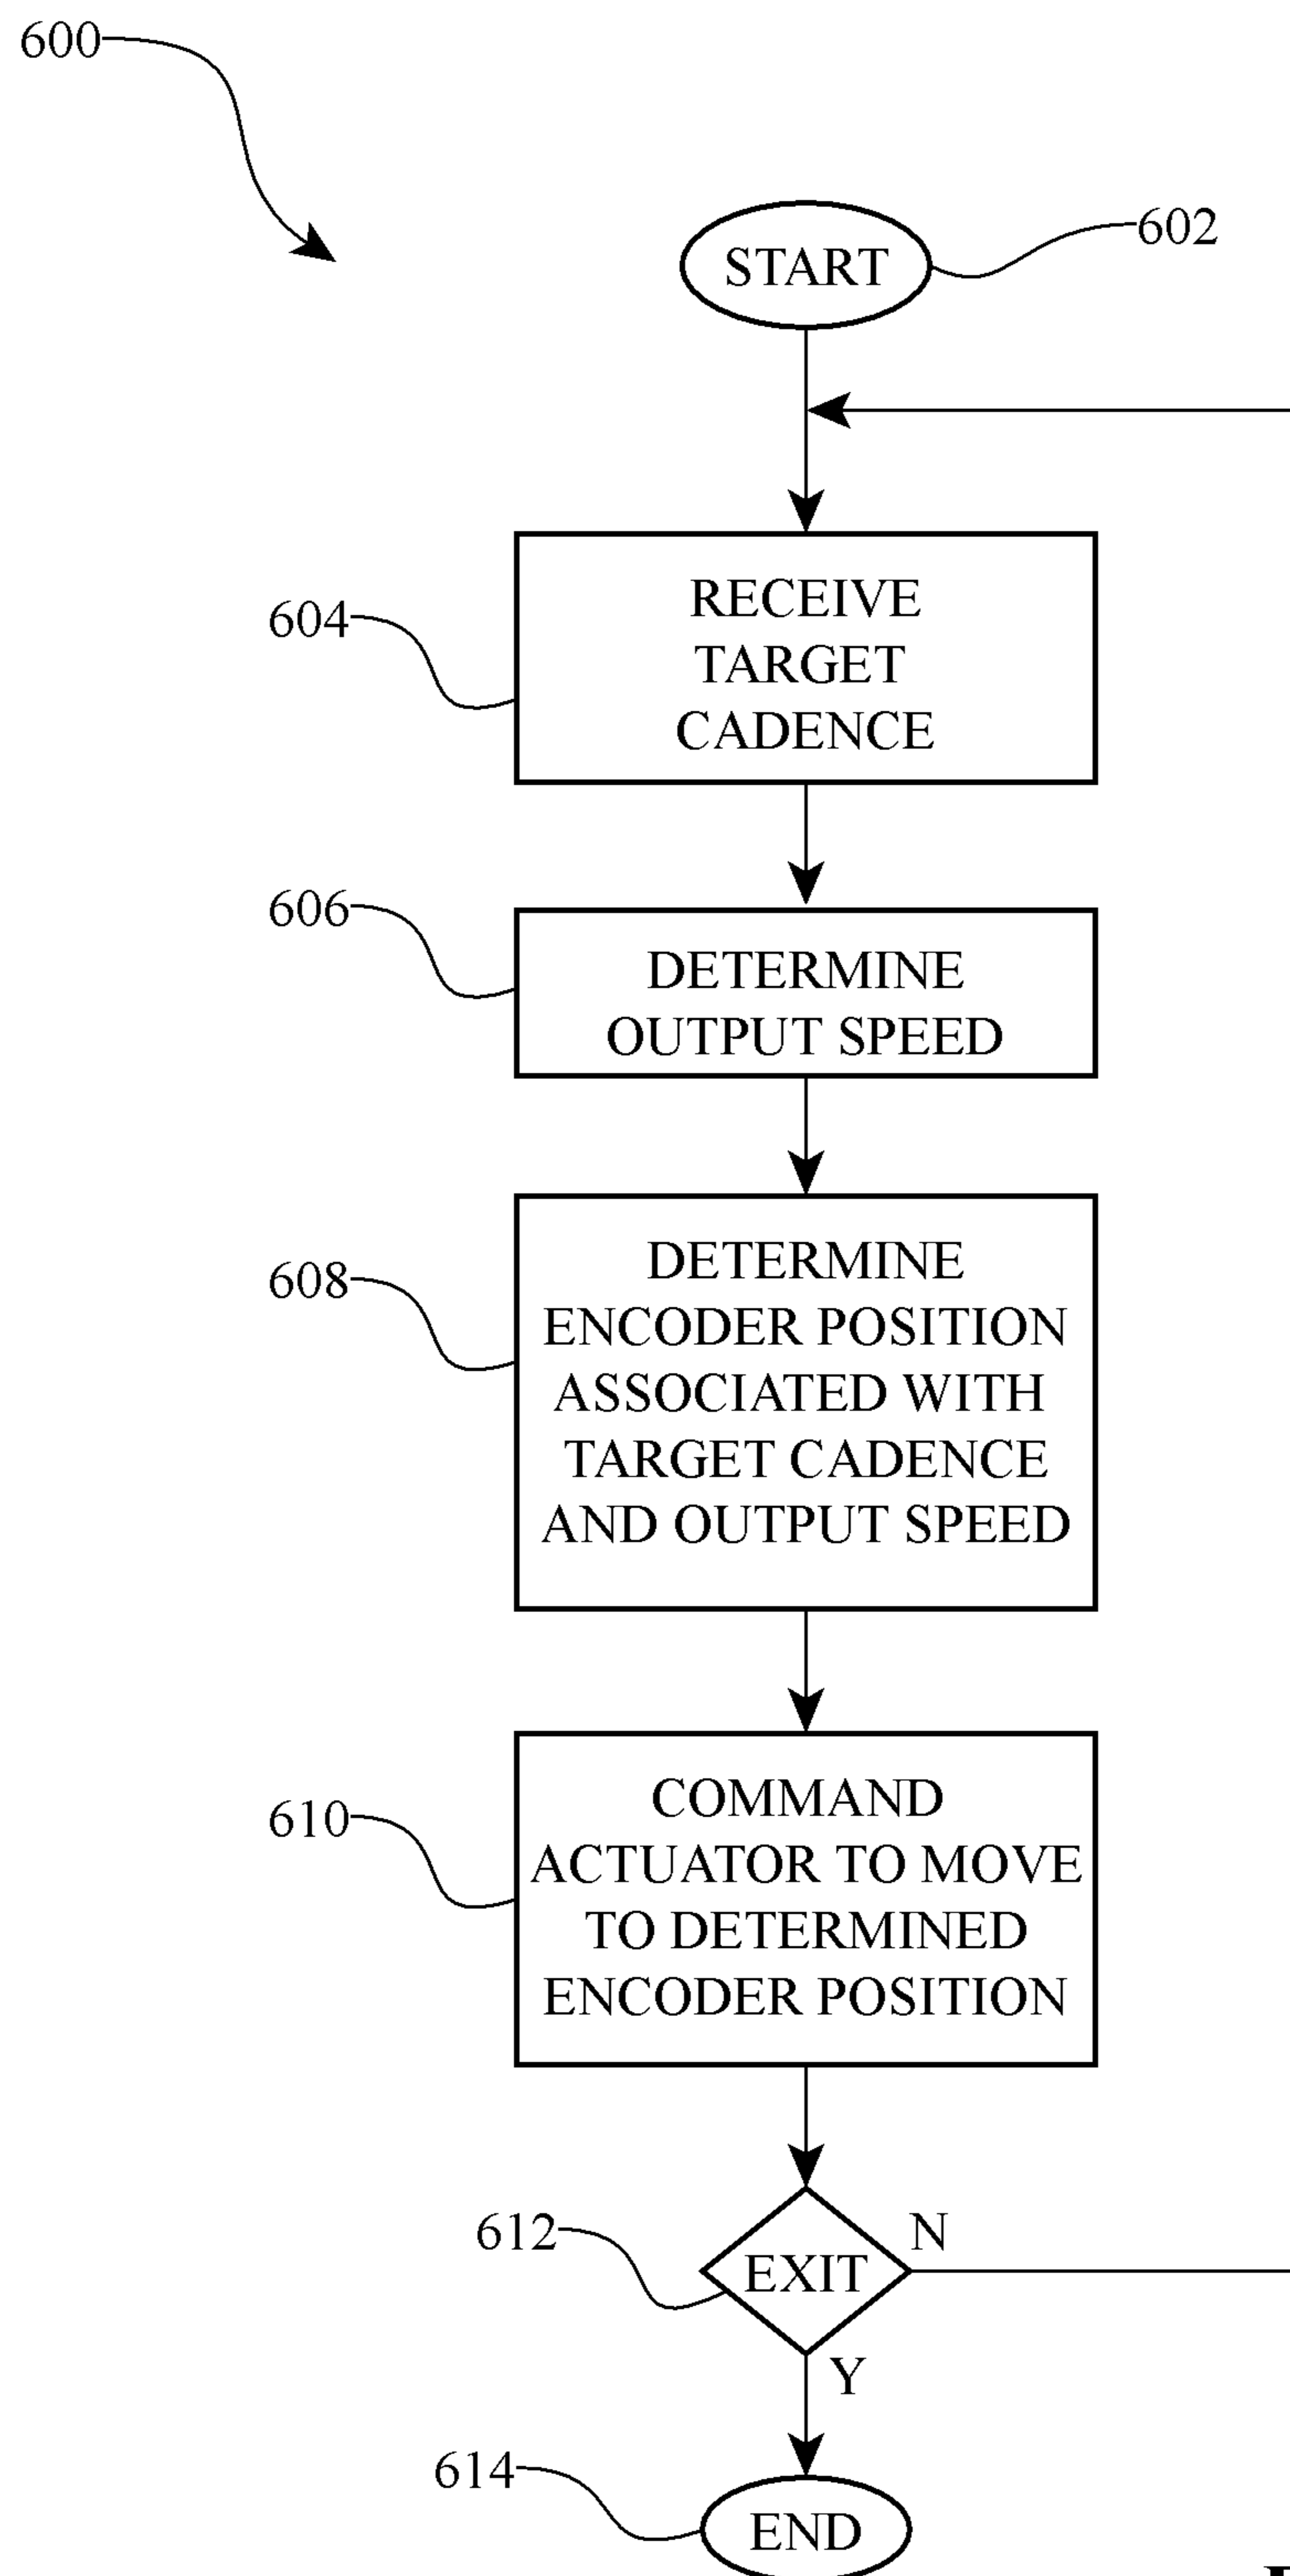 600
START
602
RECEIVE
TARGET
CADENCE
604
606
DETERMINE
OUTPUT SPEED
DETERMINE
ENCODER POSITION
ASSOCIATED WITH
TARGET CADENCE
AND OUTPUT SPEED
608
COMMAND
ACTUATOR TO MOVE
TO DETERMINED
ENCODER POSITION
610
612
EXIT
N
Y
614
END